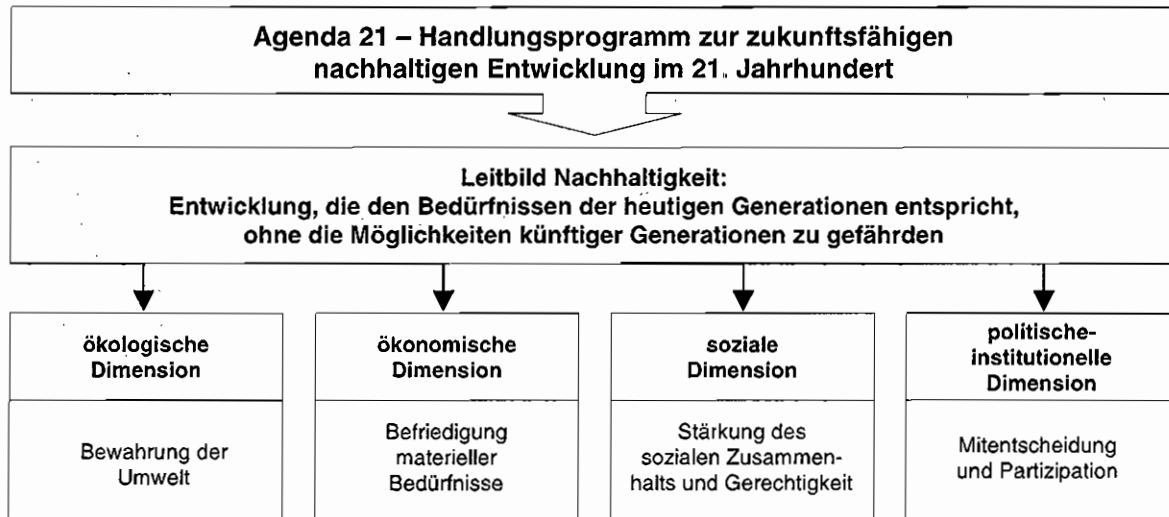 Agenda 21 – Handlungsprogramm zur zukunftsfähigen
nachhaltigen Entwicklung im 21. Jahrhundert
Leitbild Nachhaltigkeit:
Entwicklung, die den Bedürfnissen der heutigen Generationen entspricht,
ohne die Möglichkeiten künftiger Generationen zu gefährden
ökologische
Dimension
Bewahrung der
Umwelt
ökonomische
Dimension
Befriedigung
materieller
Bedürfnisse
soziale
Dimension
Stärkung des
sozialen Zusammen-
halts und Gerechtigkeit
politische-
institutionelle
Dimension
Mitentscheidung
und Partizipation